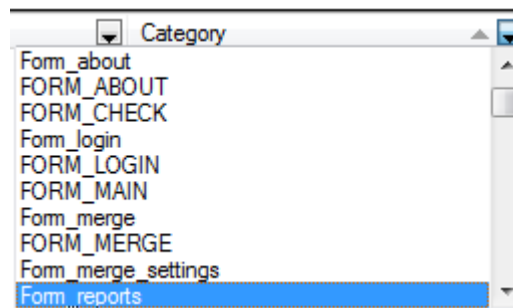 Category
Form_about
FORM_ABOUT
FORM_CHECK
Form_login
FORM_LOGIN
FORM_MAIN
Form_merge
FORM_MERGE
Form_merge_settings
Form_reports